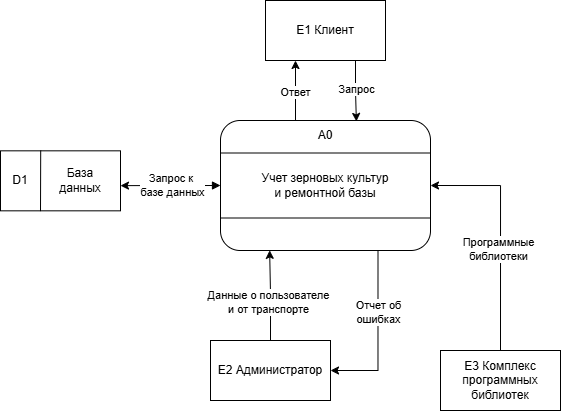 E1 Клиент
Ответ
Запрос
A0
Учет зерновых культур
и ремонтной базы
D1
База
данных
Запрос к
базе данных
Программные
библиотеки
Данные о пользователе
и от транспорте
Отчет об
ошибках
E2 Администратор
E3 Комплекс
программных
библиотек